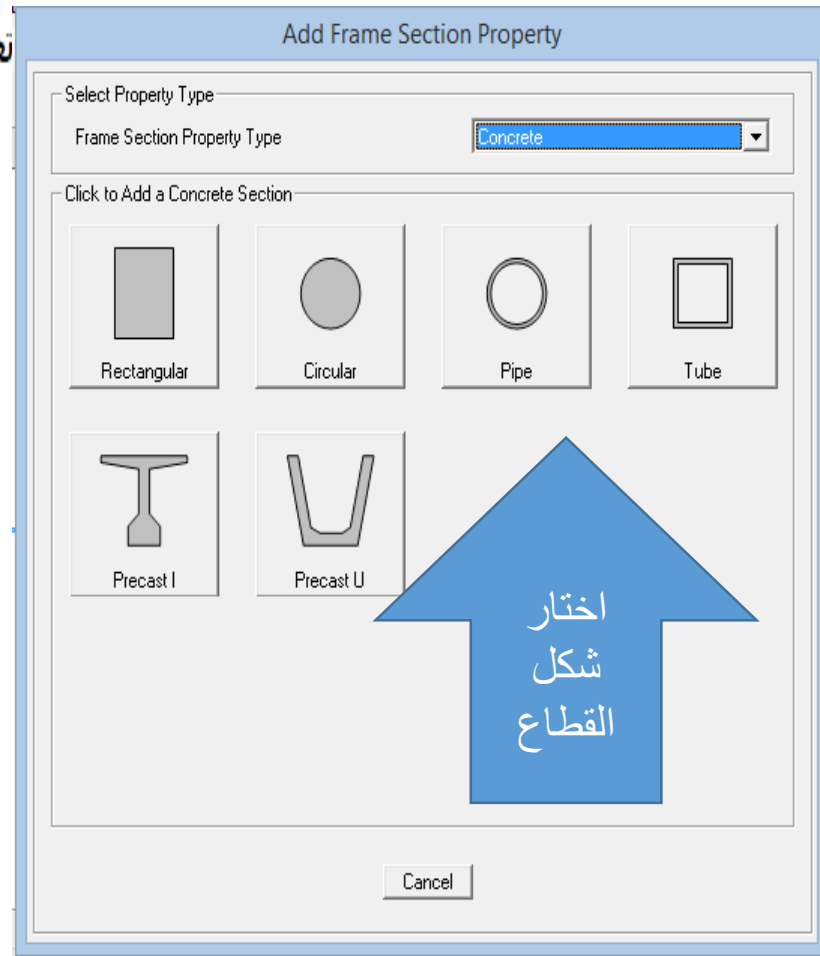 Add Frame Section Property
Select Property Type
Frame Section Property Type
Concrete
Click to Add a Concrete Section
Rectangular
Circular
Pipe
Tube
Precast I
Precast U
اختار
شكل
القطاع
Cancel